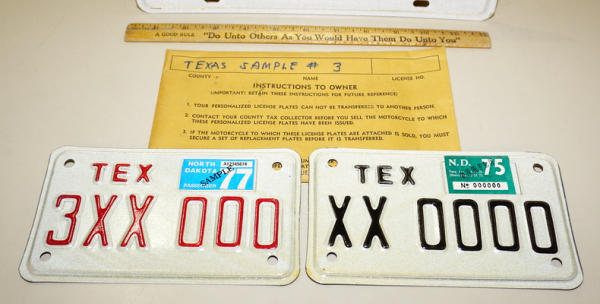 A GOOD RULE "Do Unto Others As You Would Have Them Do Unto You"
TEXAS SAMPLE # 3
COUNTY NAME LICENSE NO.
INSTRUCTIONS TO OWNER
(IMPORTANT! RETAIN THESE INSTRUCTIONS FOR FUTURE REFERENCE)
1. YOUR PERSONALIZED LICENSE PLATES CAN NOT BE TRANSFERRED TO ANOTHER PERSON.
2. CONTACT YOUR COUNTY TAX COLLECTOR BEFORE YOU SELL THE MOTORCYCLE TO WHICH
THESE PERSONALIZED LICENSE PLATES HAVE BEEN ISSUED.
3. IF THE MOTORCYCLE TO WHICH THESE LICENSE PLATES ARE ATTACHED IS SOLD, YOU MUST
SECURE A SET OF REPLACEMENT PLATES BEFORE IT IS TRANSFERRED.
TEX
NORTH
DAKOTA
77
SAMPLE
PASSENGER
3XX 000
TEX
N.D. 75
No 000000
XX 0000